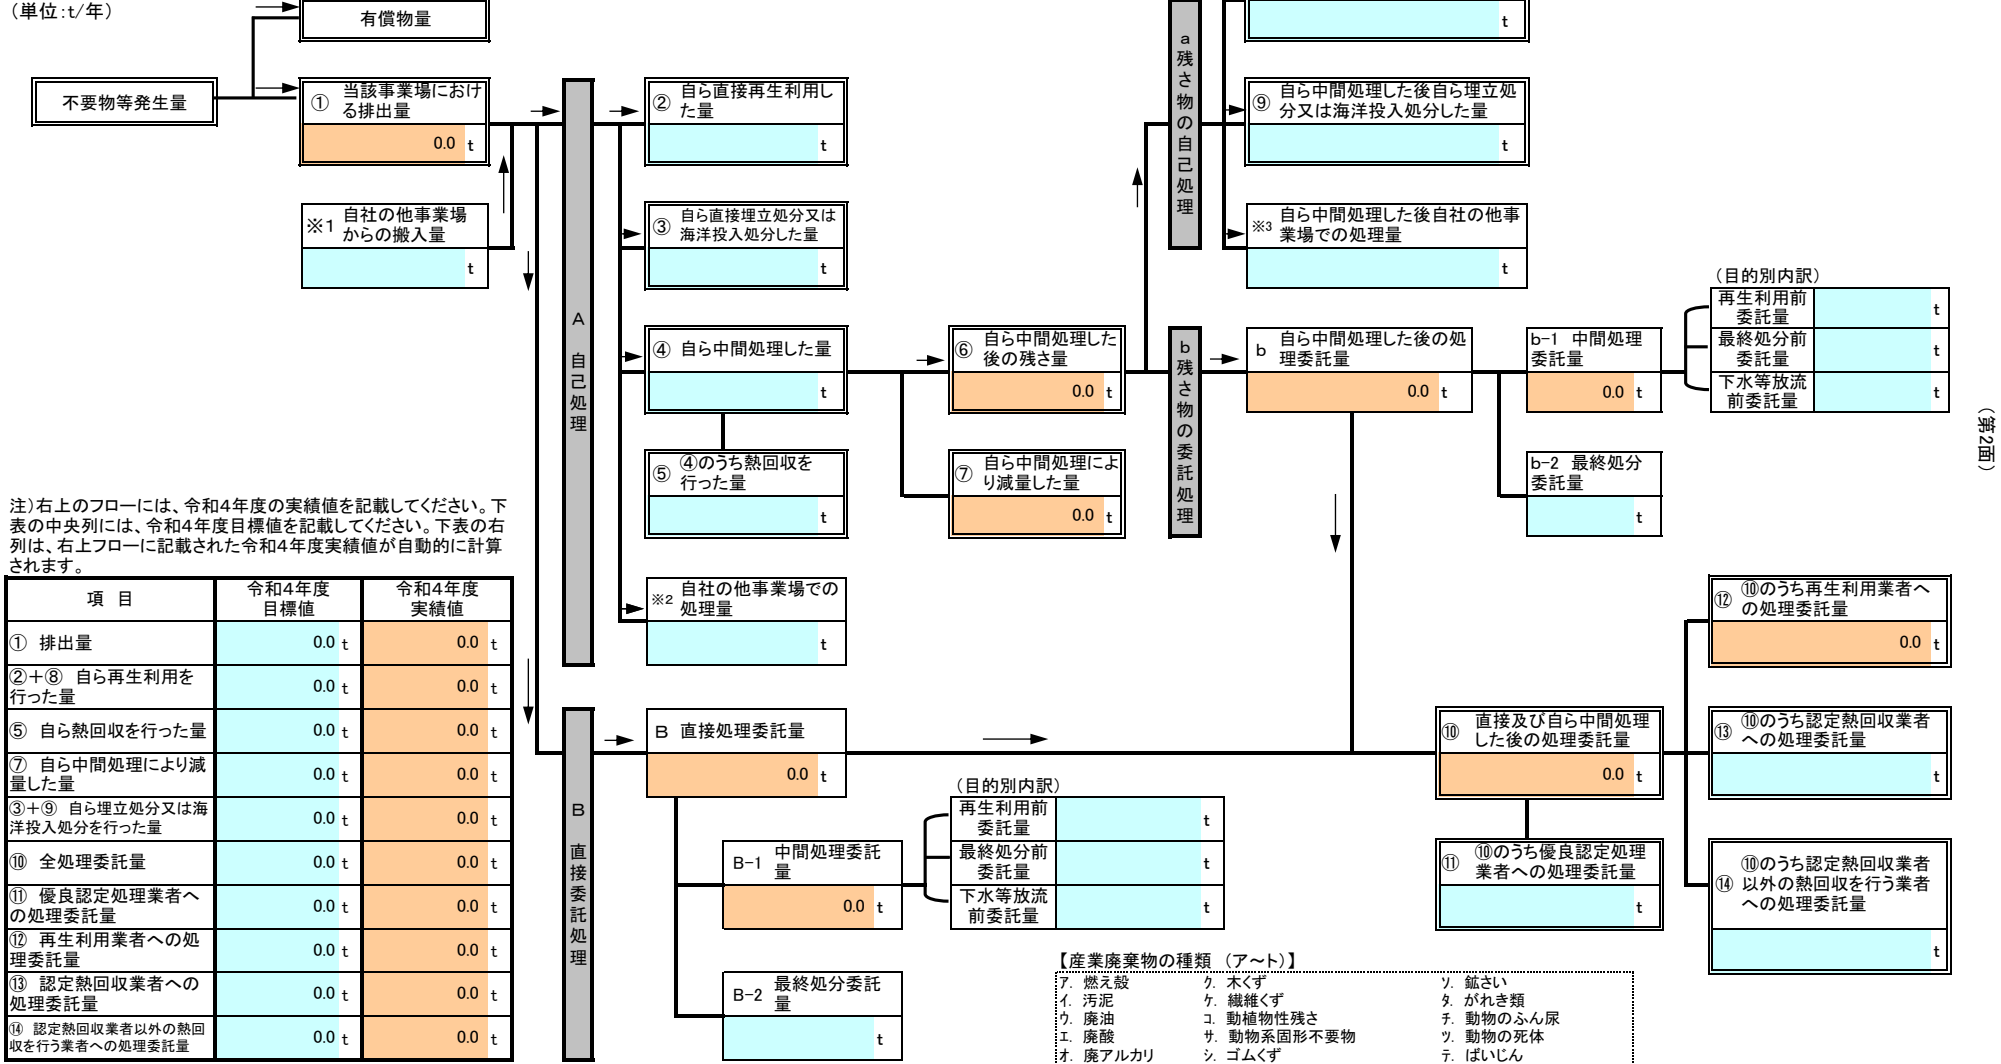 （単位：t/年）
有償物量
不要物等発生量
① 当該事業場におけ
る排出量
0.0 t
※1 自社の他事業場
からの搬入量
t
A 自己処理
② 自ら直接再生利用し
た量
t
③ 自ら直接埋立処分又は
海洋投入処分した量
t
④ 自ら中間処理した量
t
⑤ ④のうち熱回収を
行った量
t
※2 自社の他事業場での
処理量
t
⑥ 自ら中間処理した
後の残さ量
0.0 t
⑦ 自ら中間処理によ
り減量した量
0.0 t
a 残さ物の自己処理
t
⑨ 自ら中間処理した後自ら埋立処
分又は海洋投入処分した量
t
※3 自ら中間処理した後自社の他事
業場での処理量
t
b 残さ物の委託処理
b 自ら中間処理した後の処
理委託量
0.0 t
b-1 中間処理
委託量
0.0 t
b-2 最終処分
委託量
t
（目的別内訳）
再生利用前
委託量
t
最終処分前
委託量
t
下水等放流
前委託量
t
（第2面）
注）右上のフローには、令和4年度の実績値を記載してください。下
表の中央列には、令和4年度目標値を記載してください。下表の右
列は、右上フローに記載された令和4年度実績値が自動的に計算
されます。
項 目 令和4年度 令和4年度
目標値 実績値
① 排出量 0.0 t 0.0 t
②＋⑧ 自ら再生利用を
行った量 0.0 t 0.0 t
⑤ 自ら熱回収を行った量 0.0 t 0.0 t
⑦ 自ら中間処理により減
量した量 0.0 t 0.0 t
③＋⑨ 自ら埋立処分又は海
洋投入処分を行った量 0.0 t 0.0 t
⑩ 全処理委託量 0.0 t 0.0 t
⑪ 優良認定処理業者へ
の処理委託量 0.0 t 0.0 t
⑫ 再生利用業者への処
理委託量 0.0 t 0.0 t
⑬ 認定熱回収業者への
処理委託量 0.0 t 0.0 t
⑭ 認定熱回収業者以外の熱回
収を行う業者への処理委託量 0.0 t 0.0 t
B 直接委託処理
B 直接処理委託量
0.0 t
B-1 中間処理委託
量
0.0 t
B-2 最終処分委託
量
t
（目的別内訳）
再生利用前
委託量
t
最終処分前
委託量
t
下水等放流
前委託量
t
⑩ 直接及び自ら中間処理
した後の処理委託量
0.0 t
⑪ ⑩のうち優良認定処理
業者への処理委託量
t
⑫ ⑩のうち再生利用業者へ
の処理委託量
0.0 t
⑬ ⑩のうち認定熱回収業者
への処理委託量
t
⑭ ⑩のうち認定熱回収業者
以外の熱回収を行う業者
への処理委託量
t
【産業廃棄物の種類 （ア～ト）】
ア. 燃え殻 ク. 木くず ソ. 鉱さい
イ. 汚泥 ケ. 繊維くず タ. がれき類
ウ. 廃油 コ. 動植物性残さ チ. 動物のふん尿
エ. 廃酸 サ. 動物系固形不要物 ツ. 動物の死体
オ. 廃アルカリ シ. ゴムくず テ. ばいじん